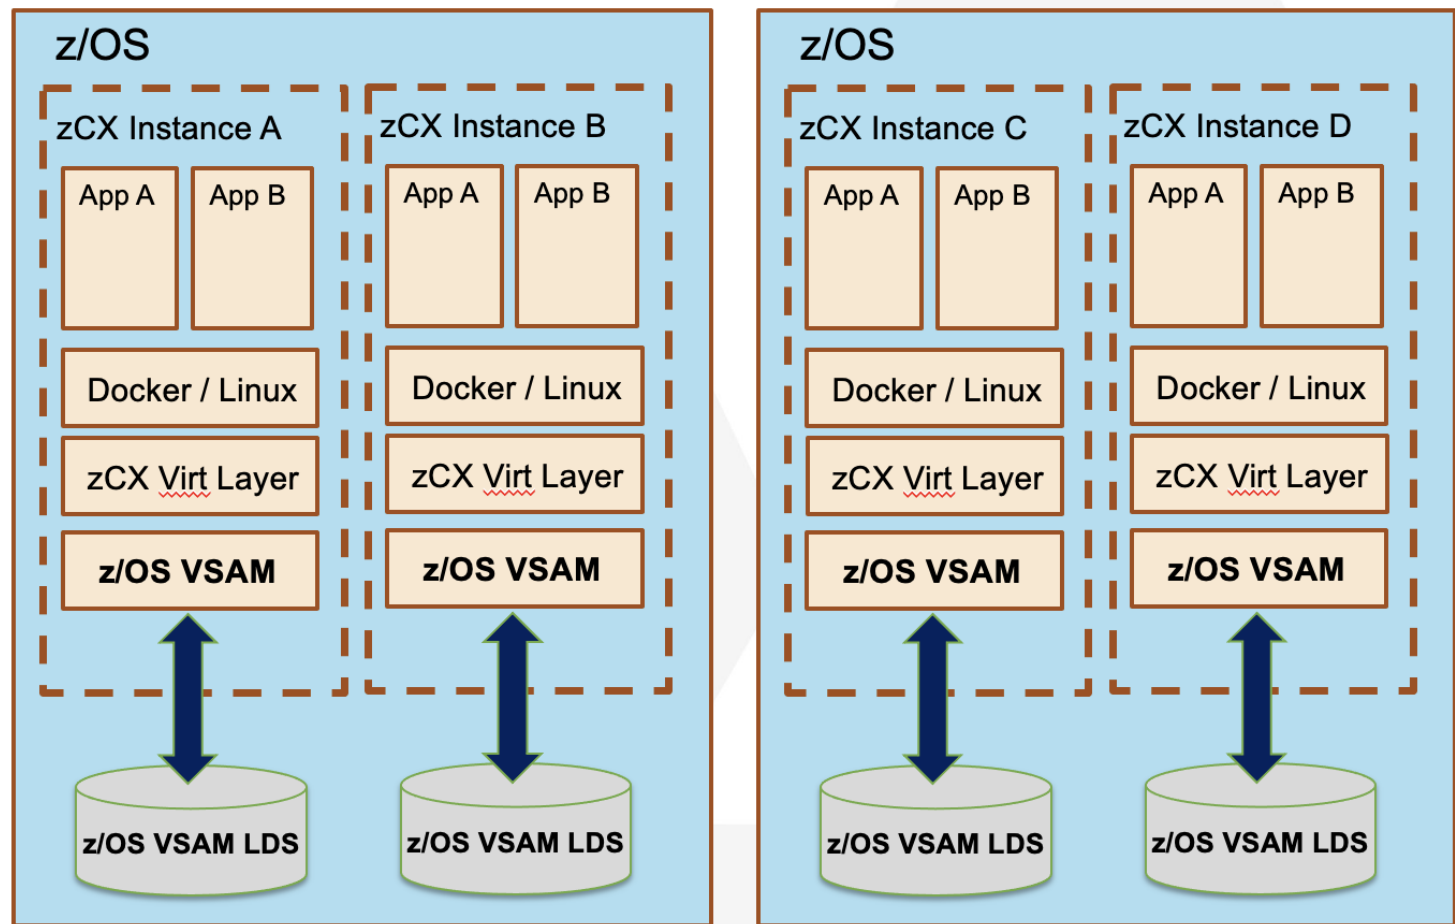 z/OS
zCX Instance A
App A
App B
Docker / Linux
zCX Virt Layer
z/OS VSAM
z/OS VSAM LDS
zCX Instance B
App A
App B
Docker / Linux
zCX Virt Layer
z/OS VSAM
z/OS VSAM LDS
z/OS
zCX Instance C
App A
App B
Docker / Linux
zCX Virt Layer
z/OS VSAM
z/OS VSAM LDS
zCX Instance D
App A
App B
Docker / Linux
zCX Virt Layer
z/OS VSAM
z/OS VSAM LDS